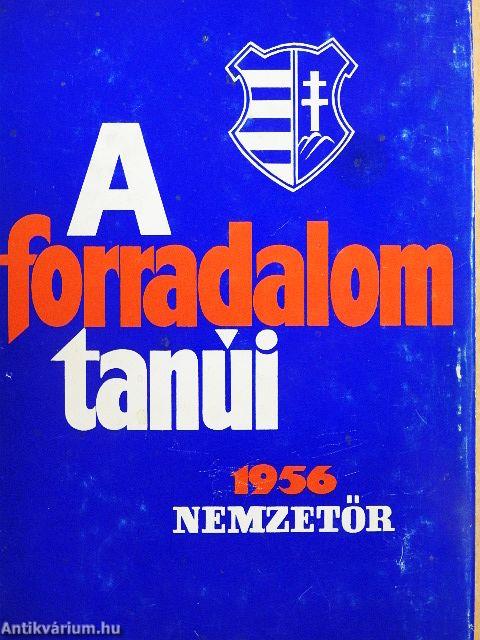 A
forradalom
tanúi
1956
NEMZETŐR
Antikvárium.hu